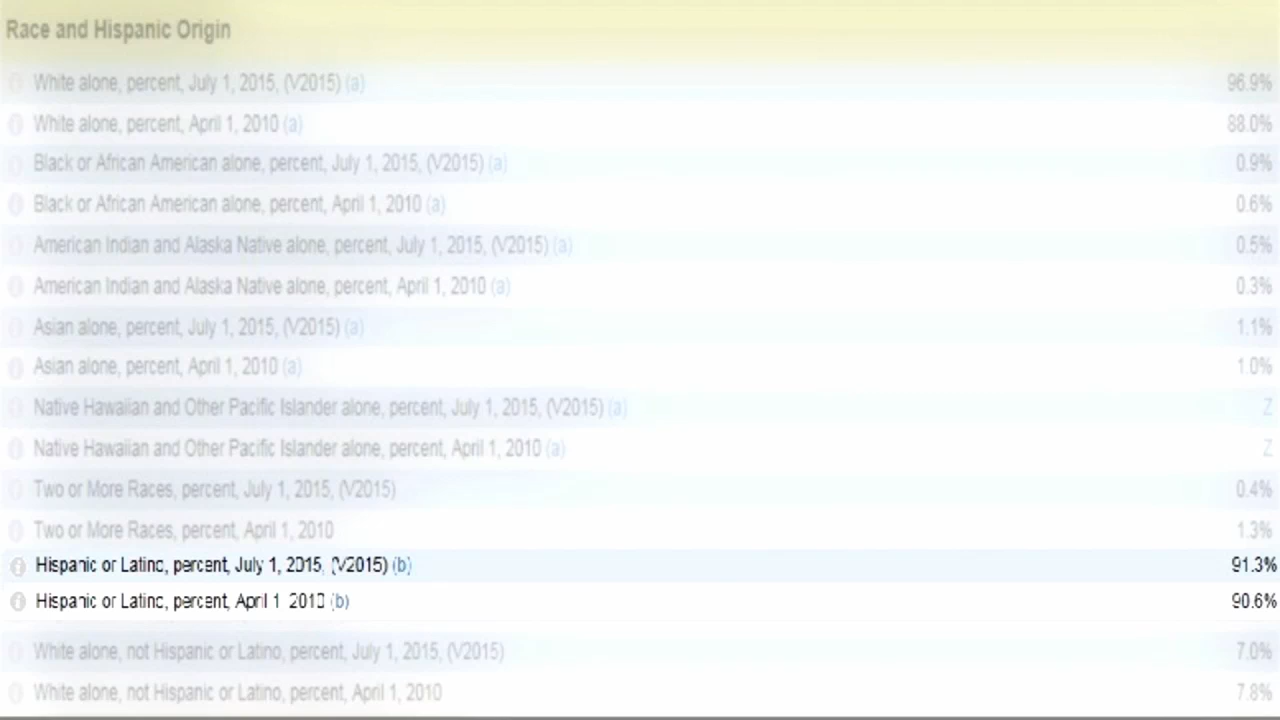 Race and Hispanic Origin
White alone, percent, July 1, 2015, (V2015) (a) 96.9%
White alone, percent, April 1, 2010 (a) 88.0%
Black or African American alone, percent, July 1, 2015, (V2015) (a) 0.9%
Black or African American alone, percent, April 1, 2010 (a) 0.6%
American Indian and Alaska Native alone, percent, July 1, 2015, (V2015) (a) 0.5%
American Indian and Alaska Native alone, percent, April 1, 2010 (a) 0.3%
Asian alone, percent, July 1, 2015, (V2015) (a) 1.1%
Asian alone, percent, April 1, 2010 (a) 1.0%
Native Hawaiian and Other Pacific Islander alone, percent, July 1, 2015, (V2015) (a) Z
Native Hawaiian and Other Pacific Islander alone, percent, April 1, 2010 (a) Z
Two or More Races, percent, July 1, 2015, (V2015) 0.4%
Two or More Races, percent, April 1, 2010 1.3%
Hispanic or Latino, percent, July 1, 2015, (V2015) (b) 91.3%
Hispanic or Latino, percent, April 1 2010 (b) 90.6%
White alone, not Hispanic or Latino, percent, July 1, 2015, (V2015) 7.0%
White alone, not Hispanic or Latino, percent, April 1, 2010 7.8%